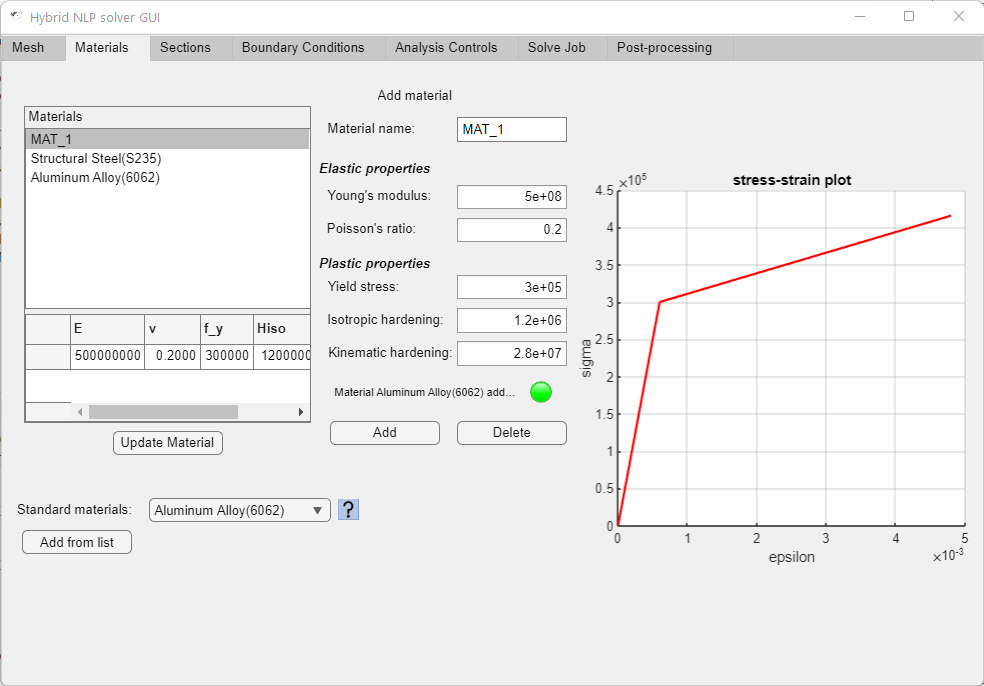 Hybrid NLP solver GUI
Mesh Materials Sections Boundary Conditions Analysis Controls Solve Job Post-processing
Materials
MAT_1
Structural Steel(S235)
Aluminum Alloy(6062)
E v f_y Hiso
500000000 0.2000 300000 1200000
Update Material
Standard materials: Aluminum Alloy(6062) ?
Add from list
Add material
Material name: MAT_1
Elastic properties
Young's modulus: 5e+08
Poisson's ratio: 0.2
Plastic properties
Yield stress: 3e+05
Isotropic hardening: 1.2e+06
Kinematic hardening: 2.8e+07
Material Aluminum Alloy(6062) add...
Add Delete
stress-strain plot
×10^5
4.5
4
3.5
3
2.5
2
1.5
1
0.5
0
sigma
0 1 2 3 4 5
epsilon
×10^-3